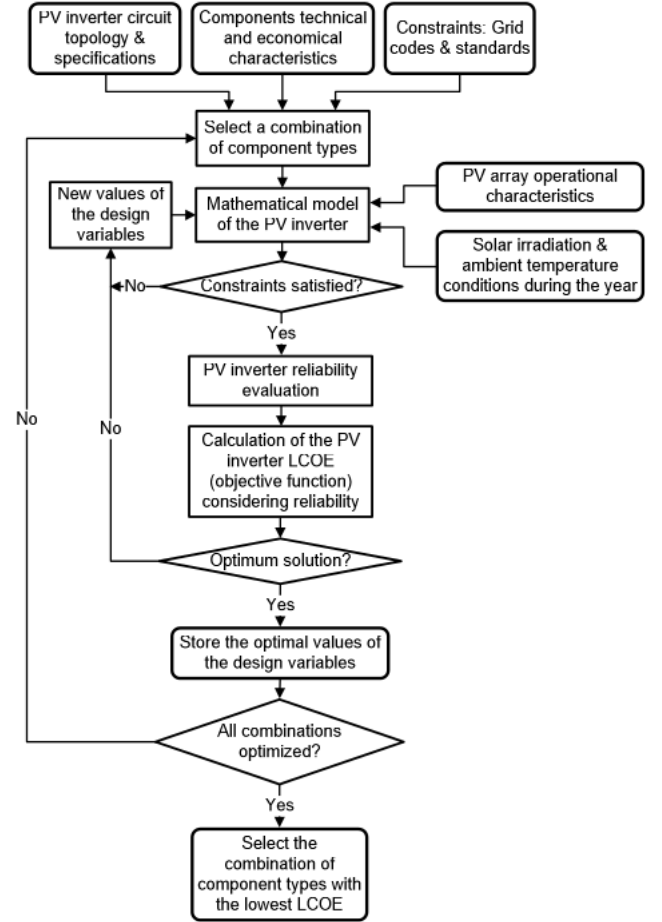 PV inverter circuit
topology &
specifications
Components technical
and economical
characteristics
Constraints: Grid
codes & standards
Select a combination
of component types
PV array operational
characteristics
New values of
the design
variables
Mathematical model
of the PV inverter
Solar irradiation &
ambient temperature
conditions during the year
No
Constraints satisfied?
Yes
PV inverter reliability
evaluation
No
No
Calculation of the PV
inverter LCOE
(objective function)
considering reliability
Optimum solution?
Yes
Store the optimal values of
the design variables
All combinations
optimized?
Yes
Select the
combination of
component types with
the lowest LCOE